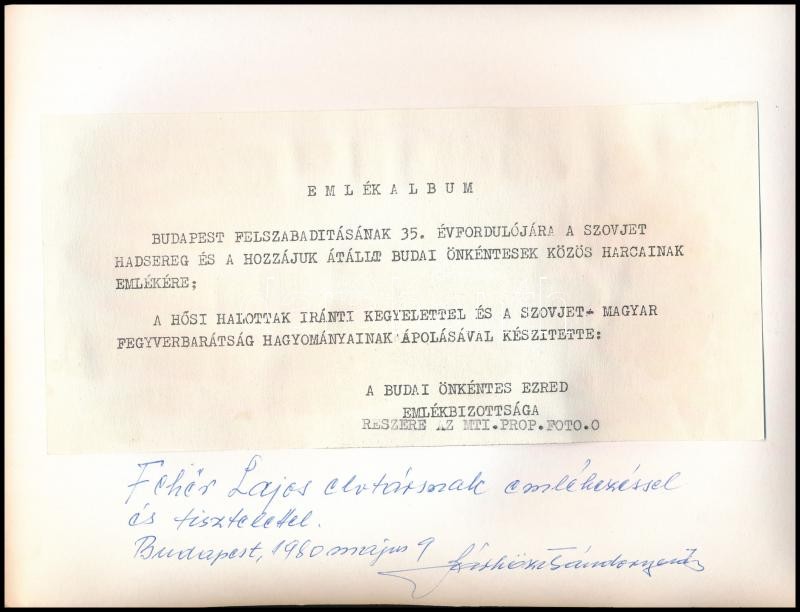 E M L É K A L B U M
BUDAPEST FELSZABADITÁSÁNAK 35. ÉVFORDULÓJÁRA A SZOVJET
HADSEREG ÉS A HOZZÁJUK ÁTÁLLT BUDAI ÖNKÉNTESEK KÖZÖS HARCAINAK
EMLÉKÉRE;
A HŐSI HALOTTAK IRÁNTI KEGYELETTEL ÉS A SZOVJET- MAGYAR
FEGYVERBARÁTSÁG HAGYOMÁNYAINAK ÁPOLÁSÁVAL KÉSZITETTE:
A BUDAI ÖNKÉNTES EZRED
EMLÉKBIZOTTSÁGA
RESZERE AZ MTI.PROP.FOTO.O
Fehér Lajos elvtársnak emlékezéssel
és tisztelettel.
Budapest, 1980 május 9